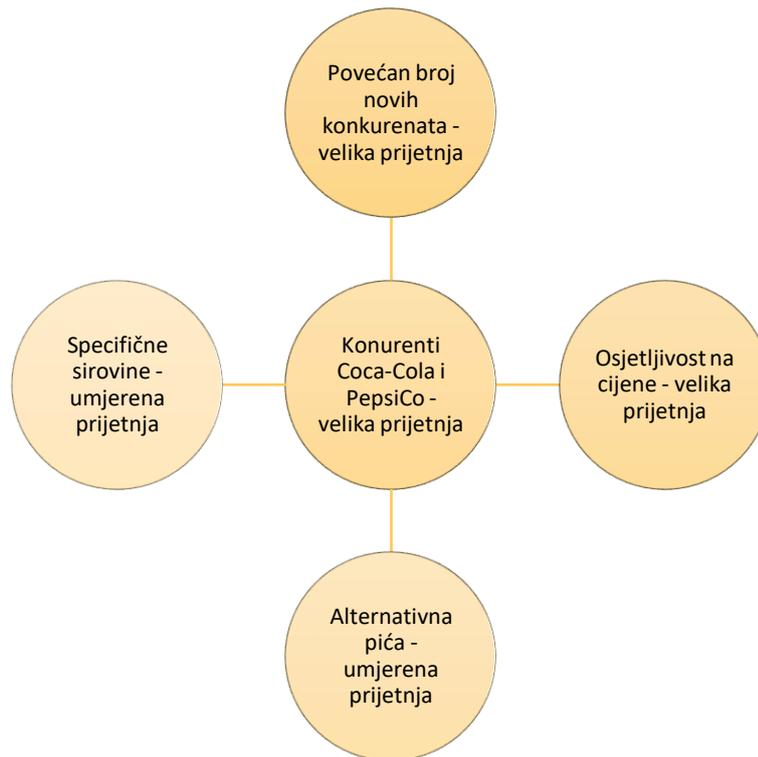 Povećan broj
novih
konkurenata -
velika prijetnja
Specifične
sirovine -
umjerena
prijetnja
Konurenti
Coca-Cola i
PepsiCo -
velika prijetnja
Osjetljivost na
cijene - velika
prijetnja
Alternativna
pića -
umjerena
prijetnja